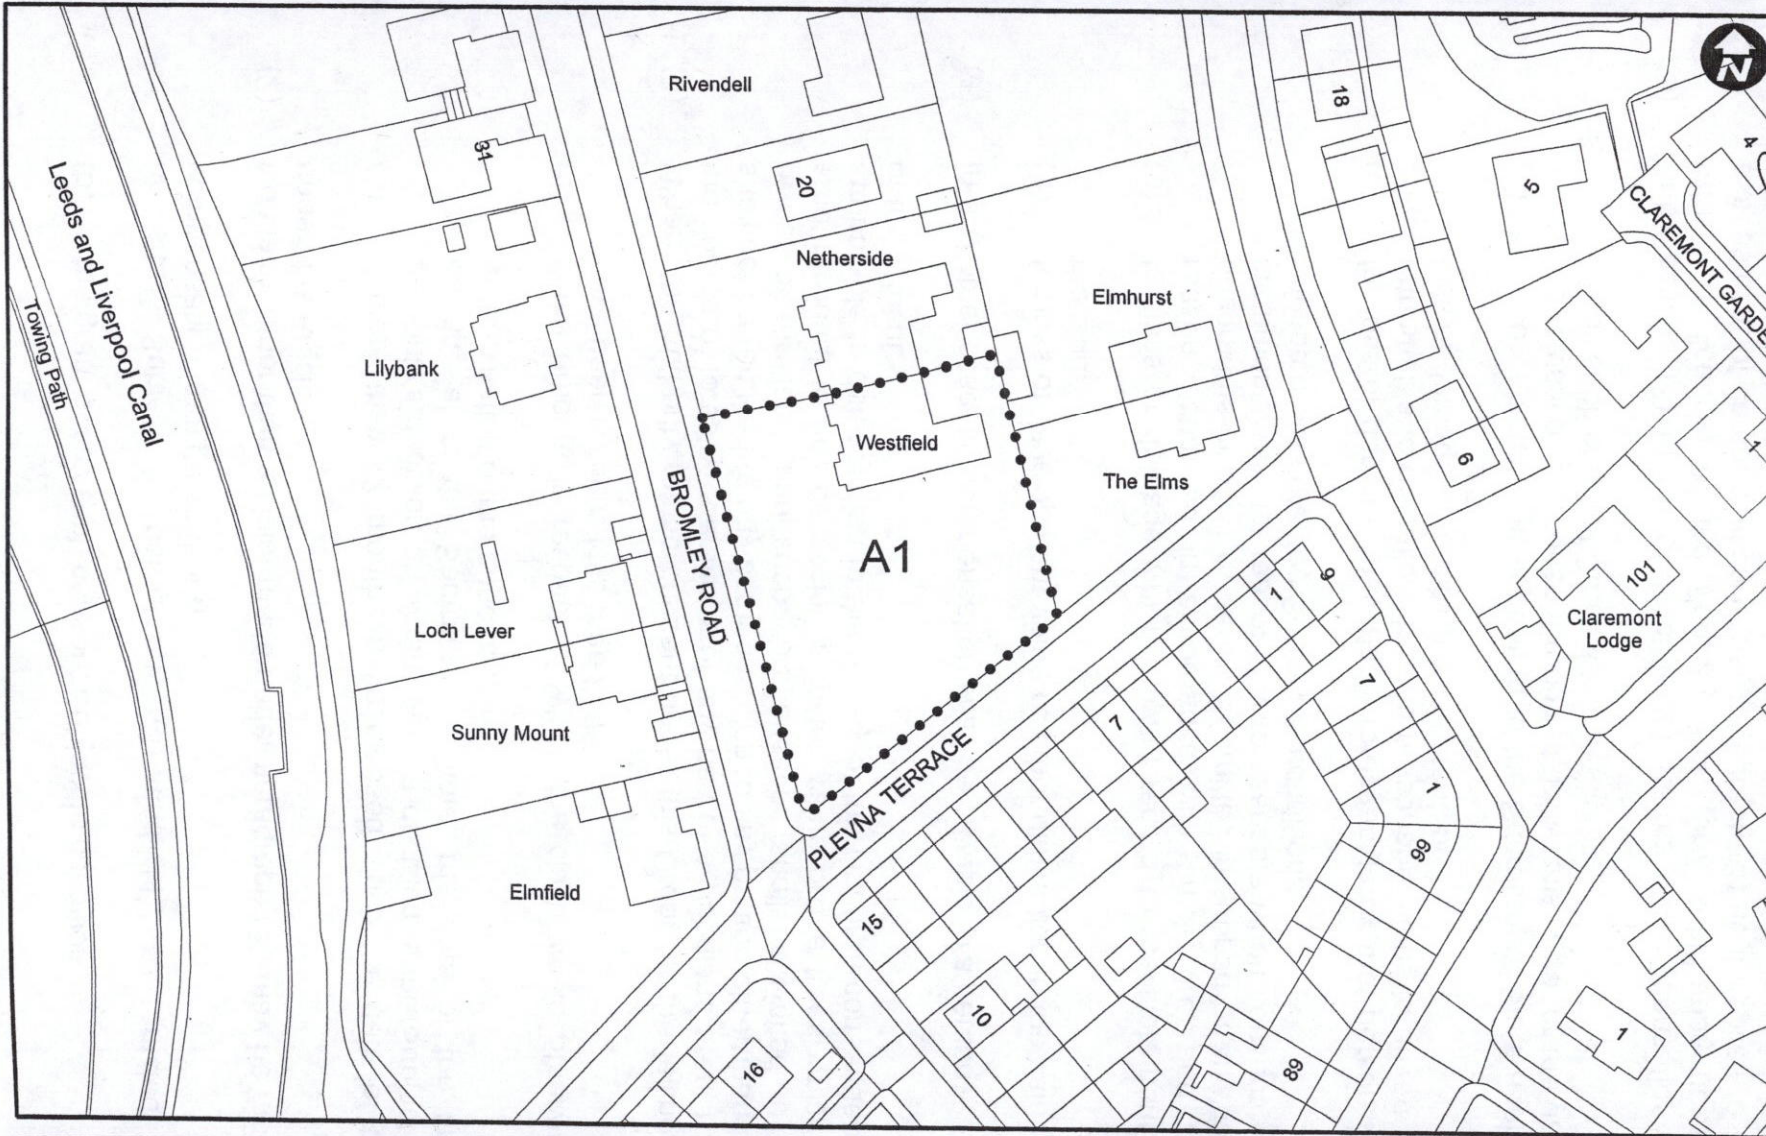 N
Rivendell
18
4
31
20
5
CLAREMONT GARDE
Leeds and Liverpool Canal
Netherside
Elmhurst
Towing Path
Lilybank
Westfield
1
6
The Elms
BROMLEY ROAD
A1
9
1
101
Claremont
Lodge
Loch Lever
7
7
Sunny Mount
PLEVNA TERRACE
1
99
Elmfield
15
10
1
16
89